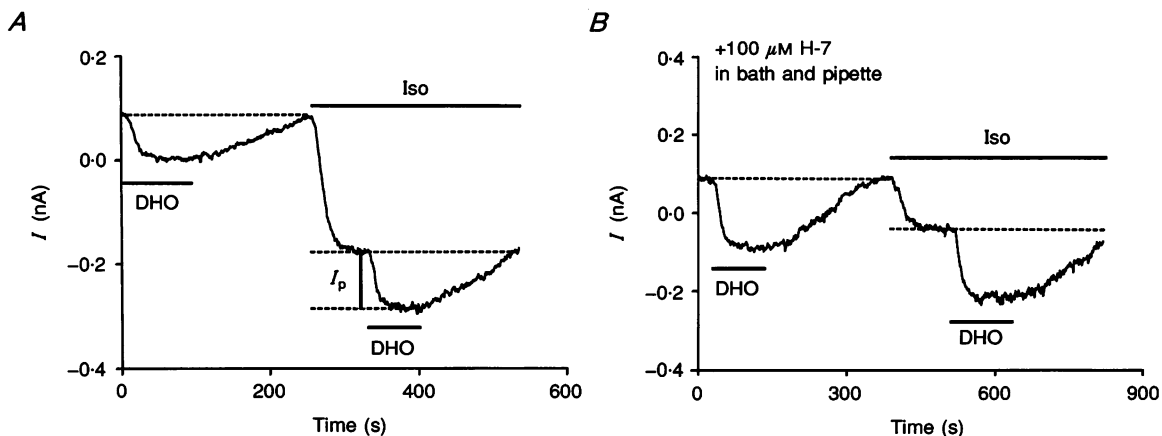 A
0·2
0·0
−0·2
−0·4
I (nA)
Iso
DHO
Ip
DHO
0
200
400
600
Time (s)
B
+100 μM H-7
in bath and pipette
0·4
0·2
0·0
−0·2
−0·4
I (nA)
Iso
DHO
DHO
0
300
600
900
Time (s)